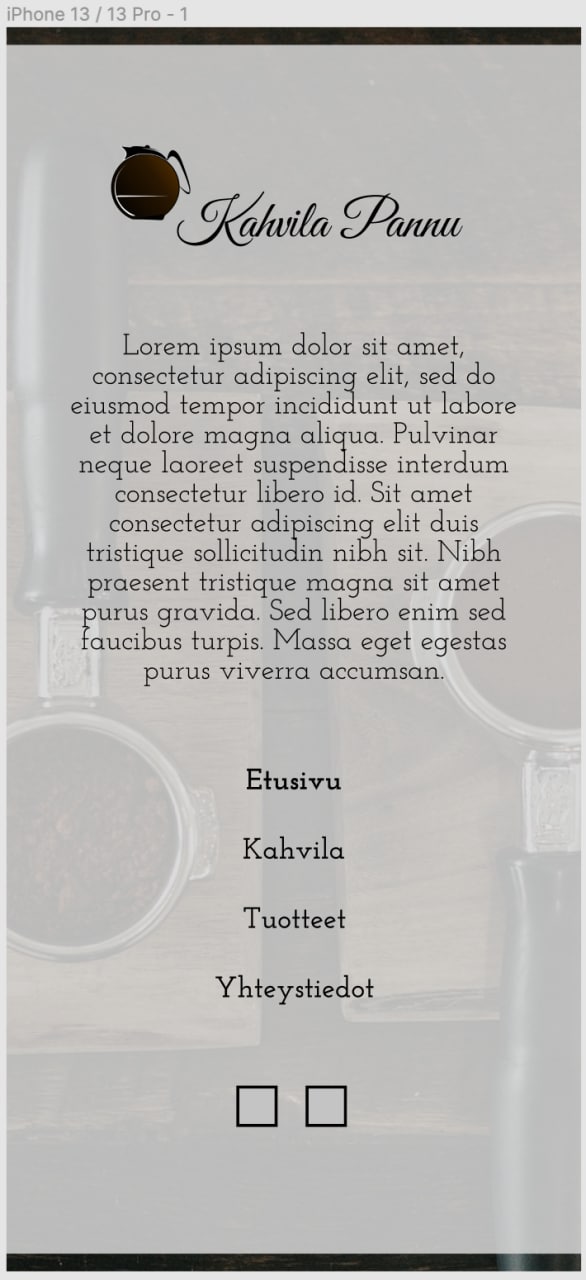 iPhone 13 / 13 Pro - 1
Kahvila Pannu
Lorem ipsum dolor sit amet,
consectetur adipiscing elit, sed do
eiusmod tempor incididunt ut labore
et dolore magna aliqua. Pulvinar
neque laoreet suspendisse interdum
consectetur libero id. Sit amet
consectetur adipiscing elit duis
tristique sollicitudin nibh sit. Nibh
praesent tristique magna sit amet
purus gravida. Sed libero enim sed
faucibus turpis. Massa eget egestas
purus viverra accumsan.
Etusivu
Kahvila
Tuotteet
Yhteystiedot